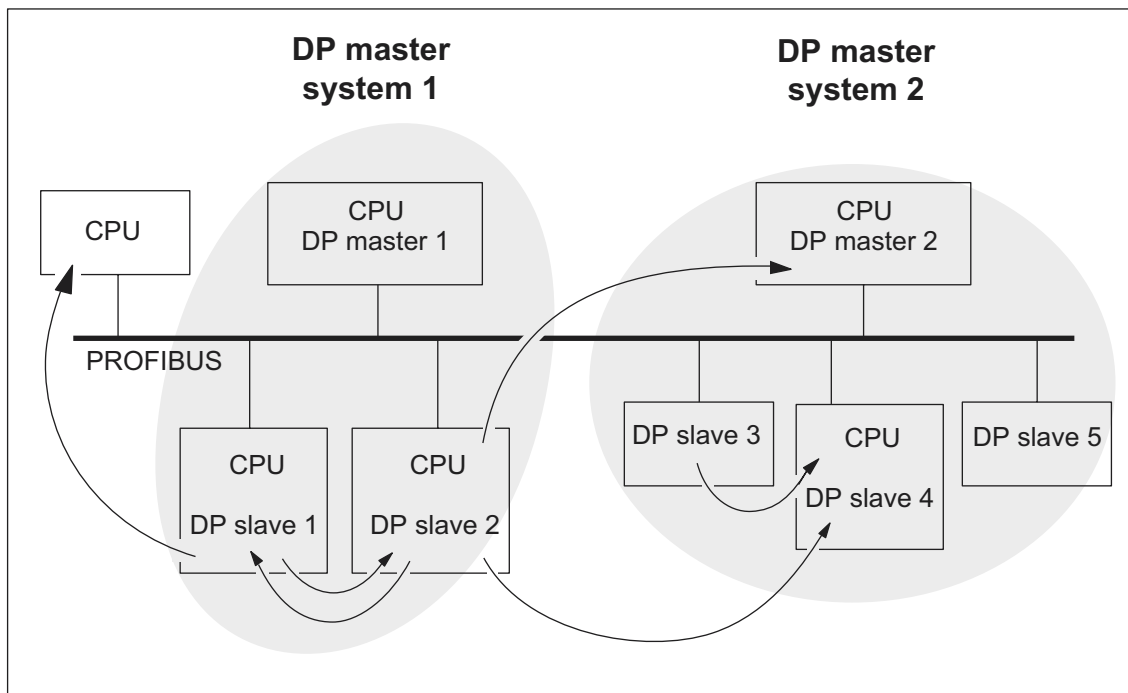 DP master
system 1
DP master
system 2
CPU
CPU
DP master 1
CPU
DP master 2
PROFIBUS
CPU
DP slave 1
CPU
DP slave 2
DP slave 3
CPU
DP slave 4
DP slave 5